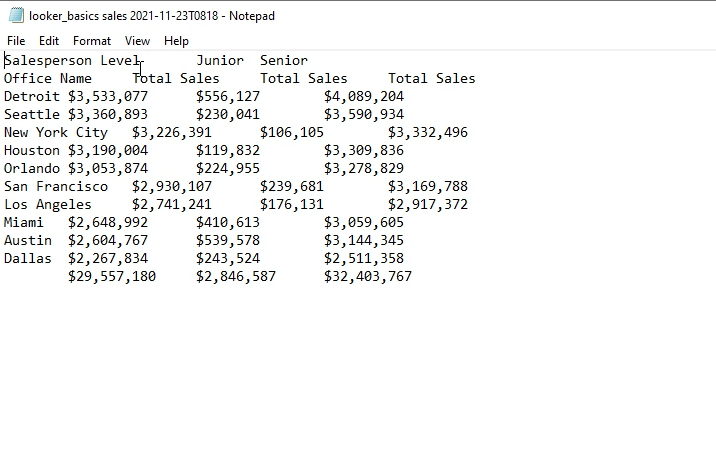 looker_basics sales 2021-11-23T0818 - Notepad
File Edit Format View Help
Salesperson Level Junior Senior
Office Name Total Sales Total Sales Total Sales
Detroit $3,533,077 $556,127 $4,089,204
Seattle $3,360,893 $230,041 $3,590,934
New York City $3,226,391 $106,105 $3,332,496
Houston $3,190,004 $119,832 $3,309,836
Orlando $3,053,874 $224,955 $3,278,829
San Francisco $2,930,107 $239,681 $3,169,788
Los Angeles $2,741,241 $176,131 $2,917,372
Miami $2,648,992 $410,613 $3,059,605
Austin $2,604,767 $539,578 $3,144,345
Dallas $2,267,834 $243,524 $2,511,358
$29,557,180 $2,846,587 $32,403,767